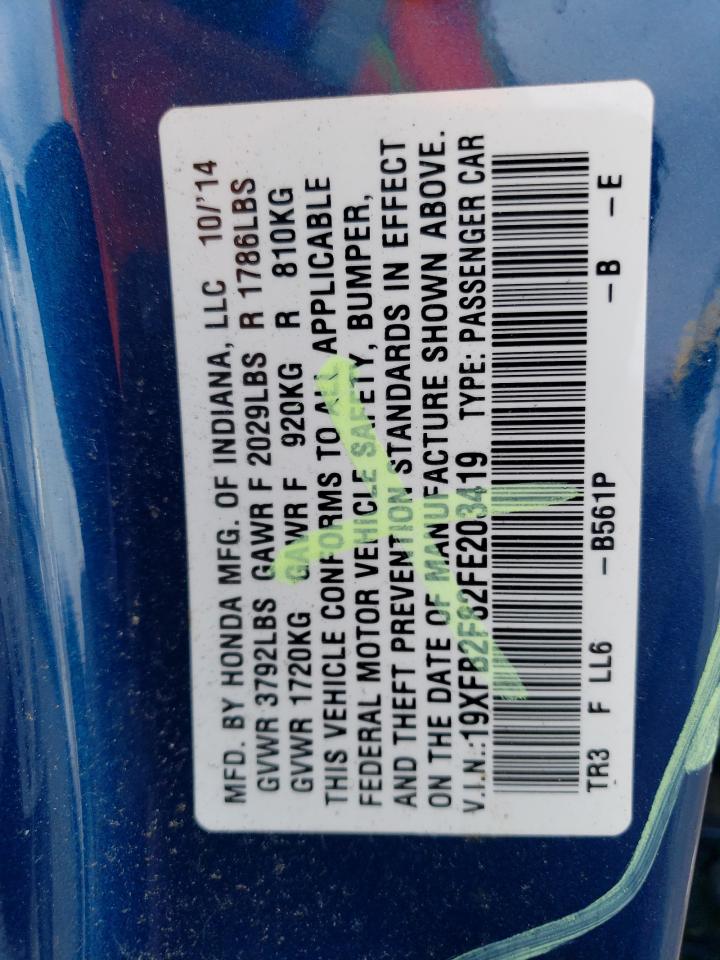 MFD. BY HONDA MFG. OF INDIANA, LLC 10/'14
GVWR 3792LBS GAWR F 2029LBS R 1786LBS
GVWR 1720KG GAWR F 920KG R 810KG
THIS VEHICLE CONFORMS TO ALL APPLICABLE
FEDERAL MOTOR VEHICLE SAFETY, BUMPER,
AND THEFT PREVENTION STANDARDS IN EFFECT
ON THE DATE OF MANUFACTURE SHOWN ABOVE.
V.I.N.:19XFB2F82FE203419 TYPE: PASSENGER CAR
TR3 F LL6 –B561P –B –E